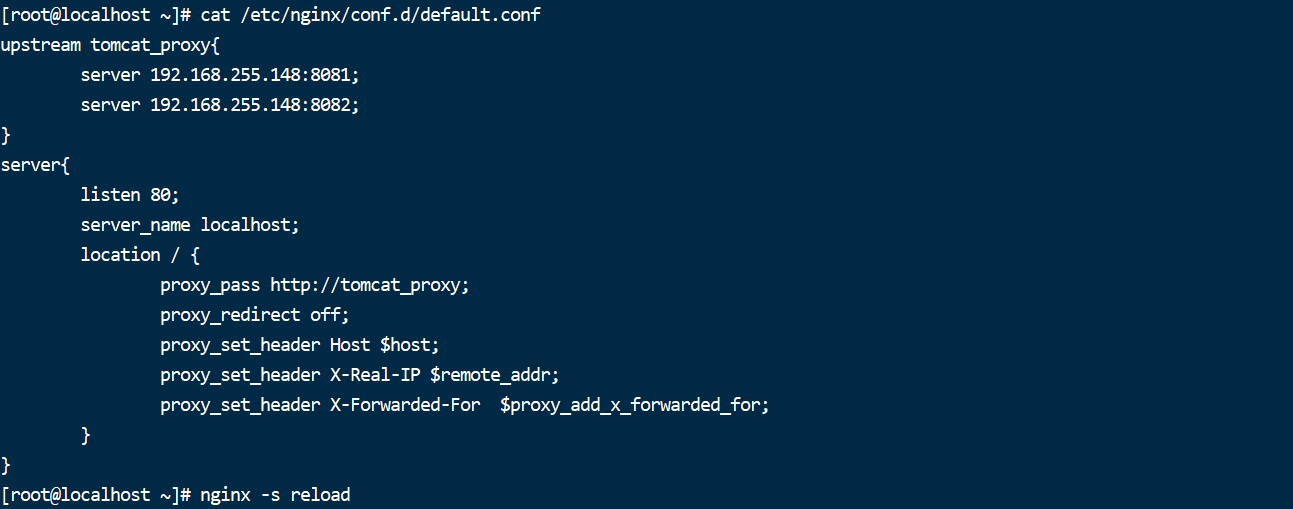 [root@localhost ~]# cat /etc/nginx/conf.d/default.conf
upstream tomcat_proxy{
        server 192.168.255.148:8081;
        server 192.168.255.148:8082;
}
server{
        listen 80;
        server_name localhost;
        location / {
                proxy_pass http://tomcat_proxy;
                proxy_redirect off;
                proxy_set_header Host $host;
                proxy_set_header X-Real-IP $remote_addr;
                proxy_set_header X-Forwarded-For  $proxy_add_x_forwarded_for;
        }
}
[root@localhost ~]# nginx -s reload